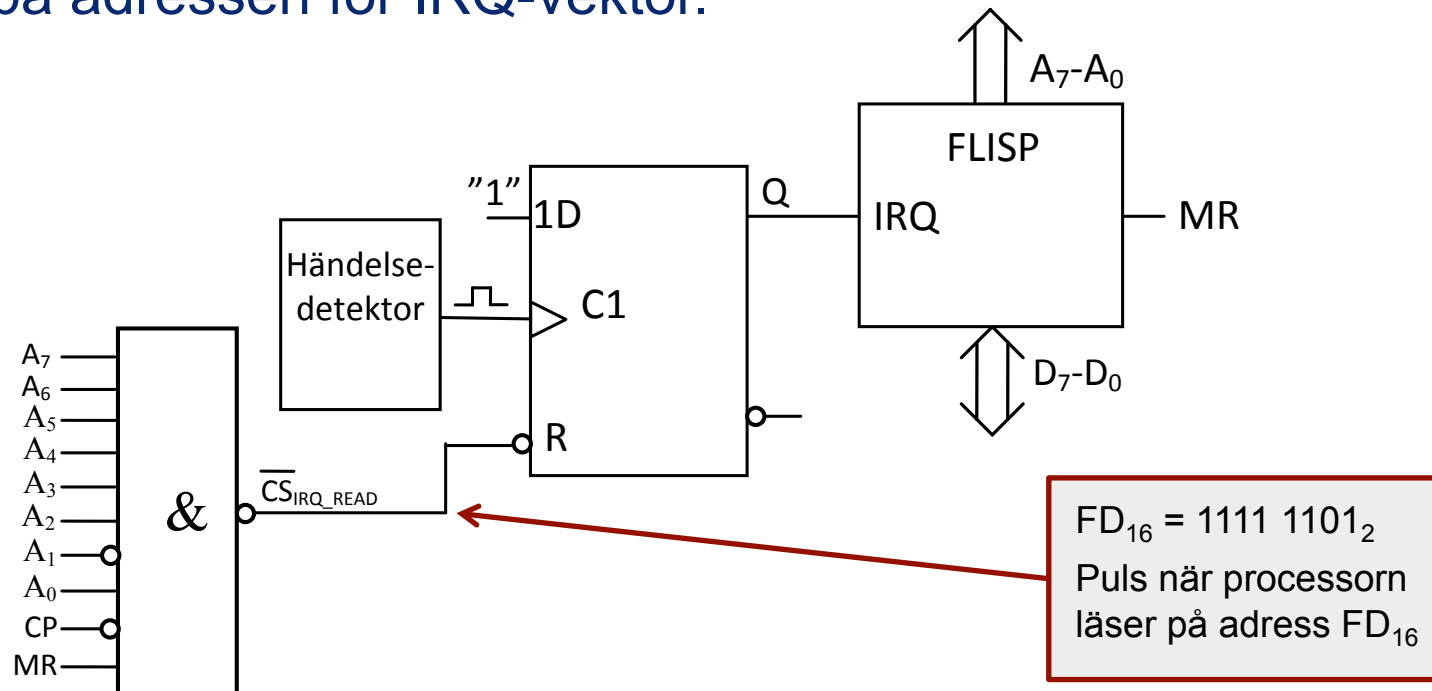 på adressen för IRQ-vektor.
A₇-A₀
FLISP
IRQ
MR
D₇-D₀
"1"
1D
Q
C1
R
Händelse-
detektor
A₇
A₆
A₅
A₄
A₃
A₂
A₁
A₀
CP
MR
&
C̅S̅IRQ_READ
FD₁₆ = 1111 1101₂
Puls när processorn
läser på adress FD₁₆